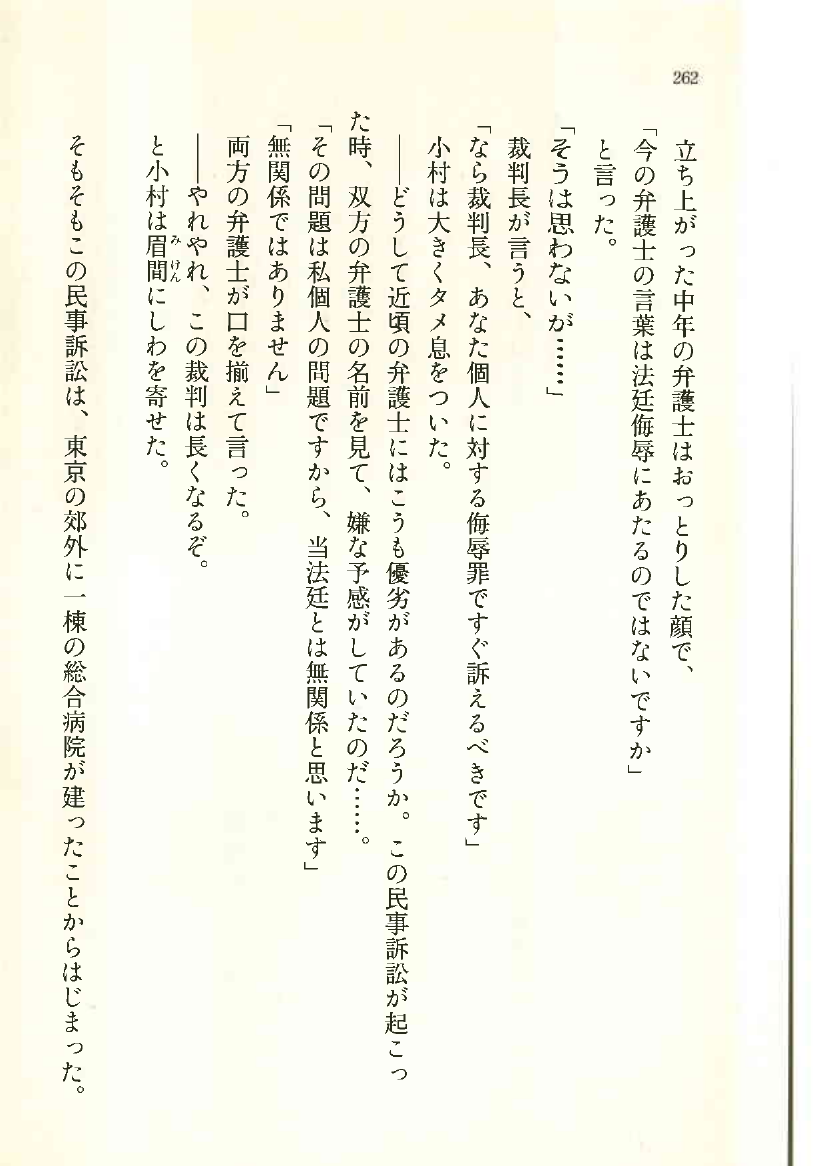 262
立ち上がった中年の弁護士はおっとりした顔で、
「今の弁護士の言葉は法廷侮辱にあたるのではないですか」
と言った。
「そうは思わないが……」
裁判長が言うと、
「なら裁判長、あなた個人に対する侮辱罪ですぐ訴えるべきです」
小村は大きくタメ息をついた。
――どうして近頃の弁護士にはこうも優劣があるのだろうか。この民事訴訟が起こっ
た時、双方の弁護士の名前を見て、嫌な予感がしていたのだ……。
「その問題は私個人の問題ですから、当法廷とは無関係と思います」
「無関係ではありません」
両方の弁護士が口を揃えて言った。
――やれやれ、この裁判は長くなるぞ。
と小村は眉間にしわを寄せた。
みけん
そもそもこの民事訴訟は、東京の郊外に一棟の総合病院が建ったことからはじまった。